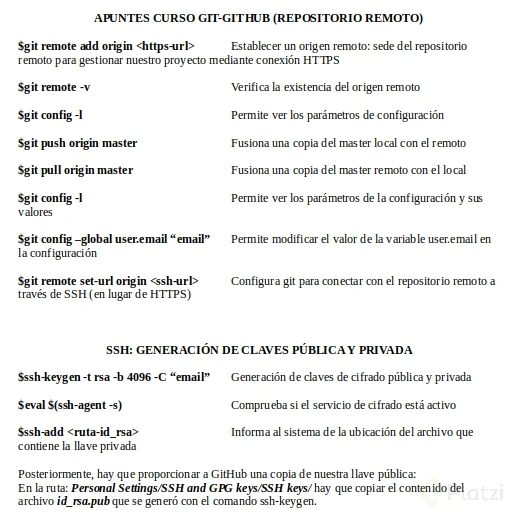 APUNTES CURSO GIT-GITHUB (REPOSITORIO REMOTO)
$git remote add origin <https-url> Establecer un origen remoto: sede del repositorio
remoto para gestionar nuestro proyecto mediante conexión HTTPS
$git remote -v Verifica la existencia del origen remoto
$git config -l Permite ver los parámetros de configuración
$git push origin master Fusiona una copia del master local con el remoto
$git pull origin master Fusiona una copia del master remoto con el local
$git config -l Permite ver los parámetros de la configuración y sus
valores
$git config –global user.email “email” Permite modificar el valor de la variable user.email en
la configuración
$git remote set-url origin <ssh-url> Configura git para conectar con el repositorio remoto a
través de SSH (en lugar de HTTPS)
SSH: GENERACIÓN DE CLAVES PÚBLICA Y PRIVADA
$ssh-keygen -t rsa -b 4096 -C “email” Generación de claves de cifrado pública y privada
$eval $(ssh-agent -s) Comprueba si el servicio de cifrado está activo
$ssh-add <ruta-id_rsa> Informa al sistema de la ubicación del archivo que
contiene la llave privada
Posteriormente, hay que proporcionar a GitHub una copia de nuestra llave pública:
En la ruta: Personal Settings/SSH and GPG keys/SSH keys/ hay que copiar el contenido del
archivo id_rsa.pub que se generó con el comando ssh-keygen.
Platzi